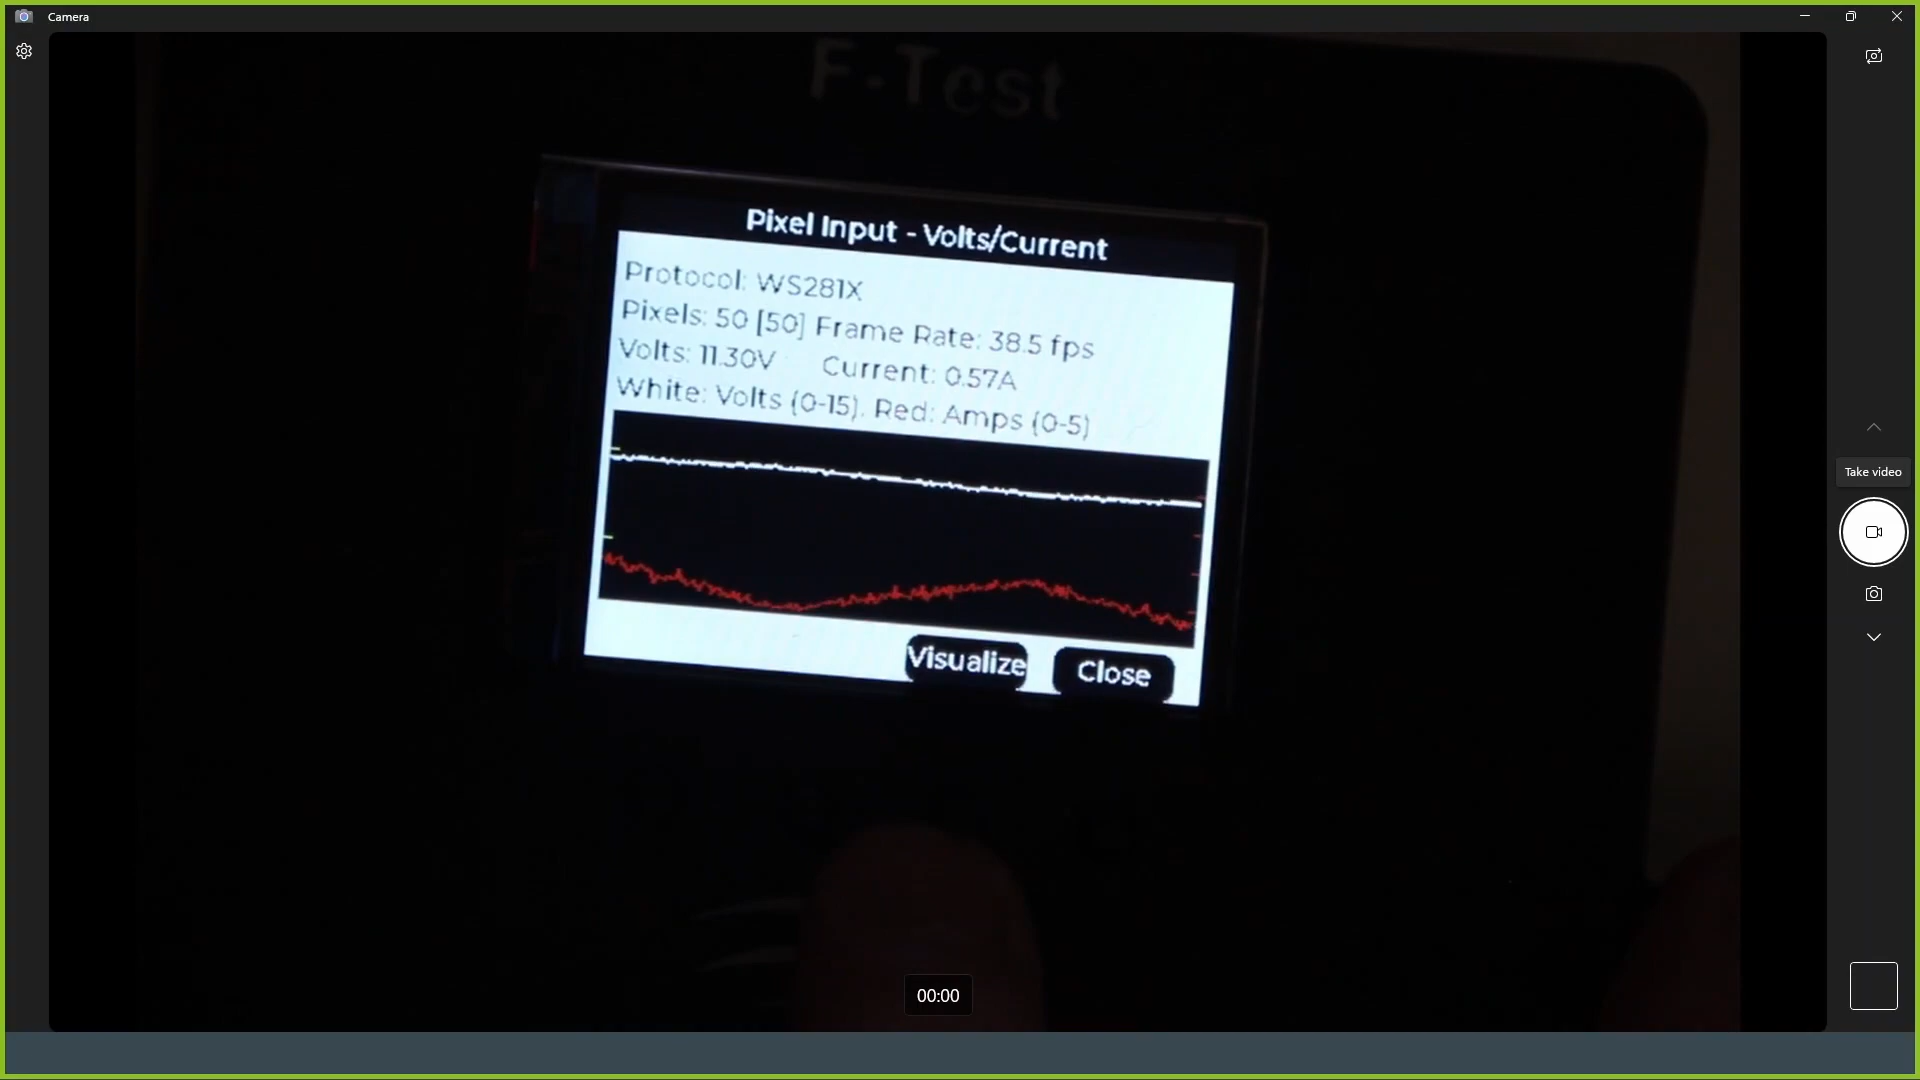 Camera
F-Test
Pixel Input - Volts/Current
Protocol: WS281X
Pixels: 50 [50] Frame Rate: 38.5 fps
Volts: 11.30V Current: 0.57A
White: Volts (0-15). Red: Amps (0-5)
Visualize Close
Take video
00:00